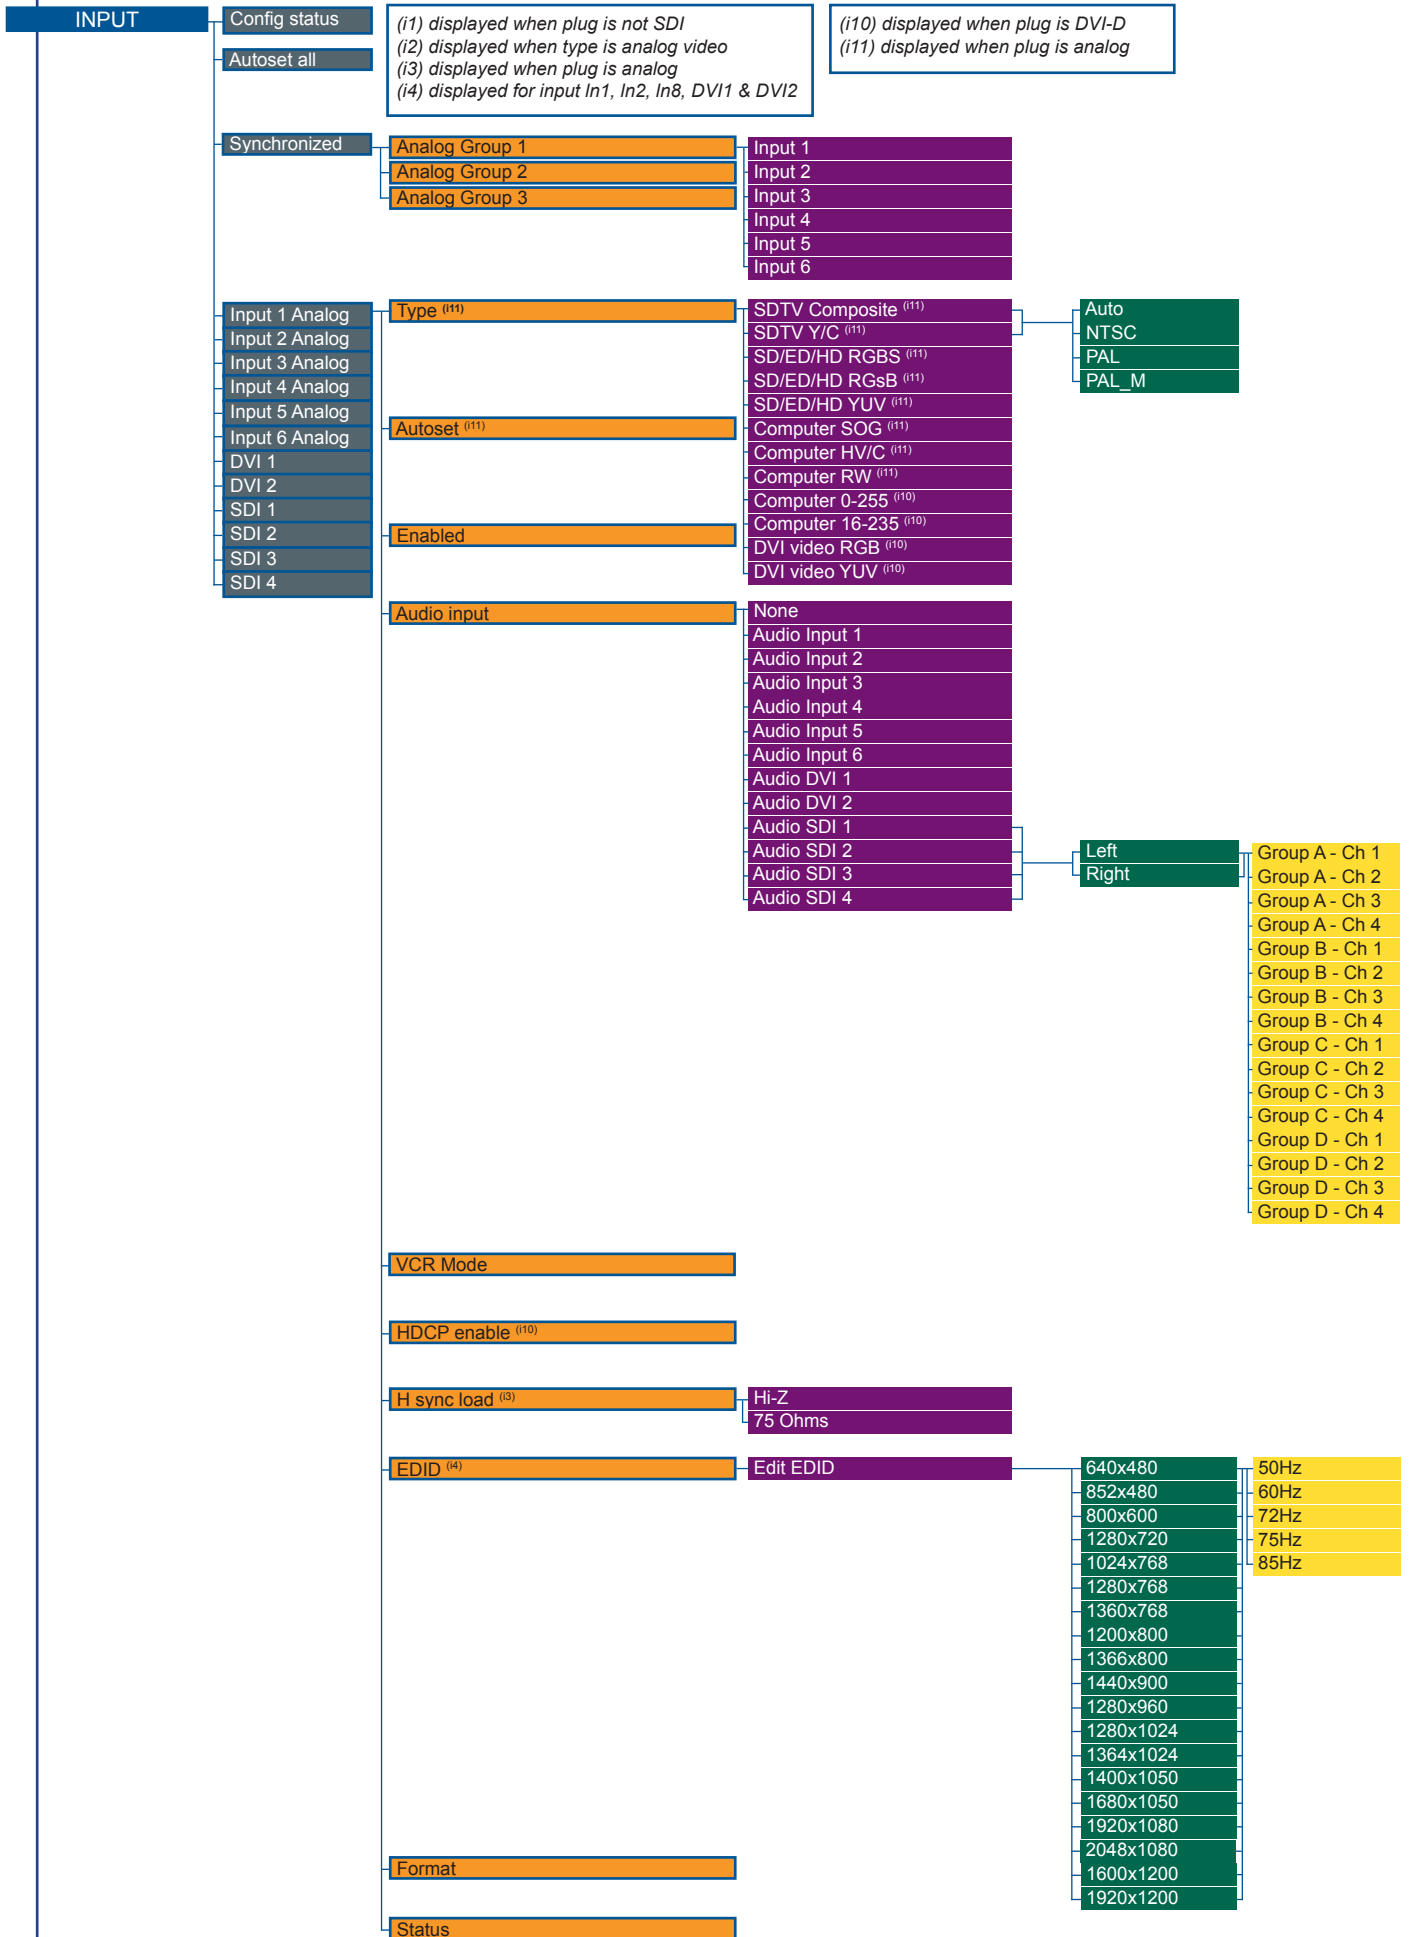 INPUT
Config status
Autoset all
(i1) displayed when plug is not SDI
(i2) displayed when type is analog video
(i3) displayed when plug is analog
(i4) displayed for input In1, In2, In8, DVI1 & DVI2
(i10) displayed when plug is DVI-D
(i11) displayed when plug is analog
Synchronized
Analog Group 1
Analog Group 2
Analog Group 3
Input 1
Input 2
Input 3
Input 4
Input 5
Input 6
Input 1 Analog
Input 2 Analog
Input 3 Analog
Input 4 Analog
Input 5 Analog
Input 6 Analog
DVI 1
DVI 2
SDI 1
SDI 2
SDI 3
SDI 4
Type (i11)
SDTV Composite (i11)
SDTV Y/C (i11)
SD/ED/HD RGBS (i11)
SD/ED/HD RGsB (i11)
SD/ED/HD YUV (i11)
Computer SOG (i11)
Computer HV/C (i11)
Computer RW (i11)
Computer 0-255 (i10)
Computer 16-235 (i10)
DVI video RGB (i10)
DVI video YUV (i10)
Auto
NTSC
PAL
PAL_M
Autoset (i11)
Enabled
Audio input
None
Audio Input 1
Audio Input 2
Audio Input 3
Audio Input 4
Audio Input 5
Audio Input 6
Audio DVI 1
Audio DVI 2
Audio SDI 1
Audio SDI 2
Audio SDI 3
Audio SDI 4
Left
Right
Group A - Ch 1
Group A - Ch 2
Group A - Ch 3
Group A - Ch 4
Group B - Ch 1
Group B - Ch 2
Group B - Ch 3
Group B - Ch 4
Group C - Ch 1
Group C - Ch 2
Group C - Ch 3
Group C - Ch 4
Group D - Ch 1
Group D - Ch 2
Group D - Ch 3
Group D - Ch 4
VCR Mode
HDCP enable (i10)
H sync load (i3)
Hi-Z
75 Ohms
EDID (i4)
Edit EDID
640x480
852x480
800x600
1280x720
1024x768
1280x768
1360x768
1200x800
1366x800
1440x900
1280x960
1280x1024
1364x1024
1400x1050
1680x1050
1920x1080
2048x1080
1600x1200
1920x1200
50Hz
60Hz
72Hz
75Hz
85Hz
Format
Status